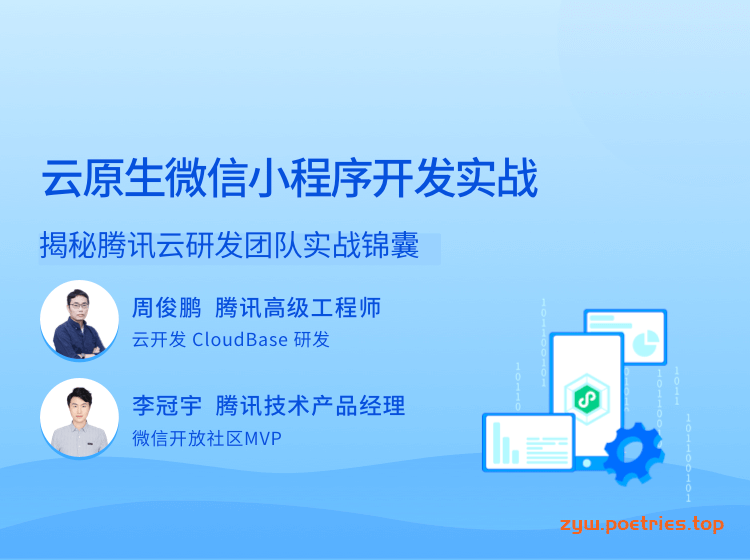 云原生微信小程序开发实战
揭秘腾讯云研发团队实战锦囊
周俊鹏 腾讯高级工程师
云开发 CloudBase 研发
李冠宇 腾讯技术产品经理
微信开放社区MVP
zyw.poetries.top